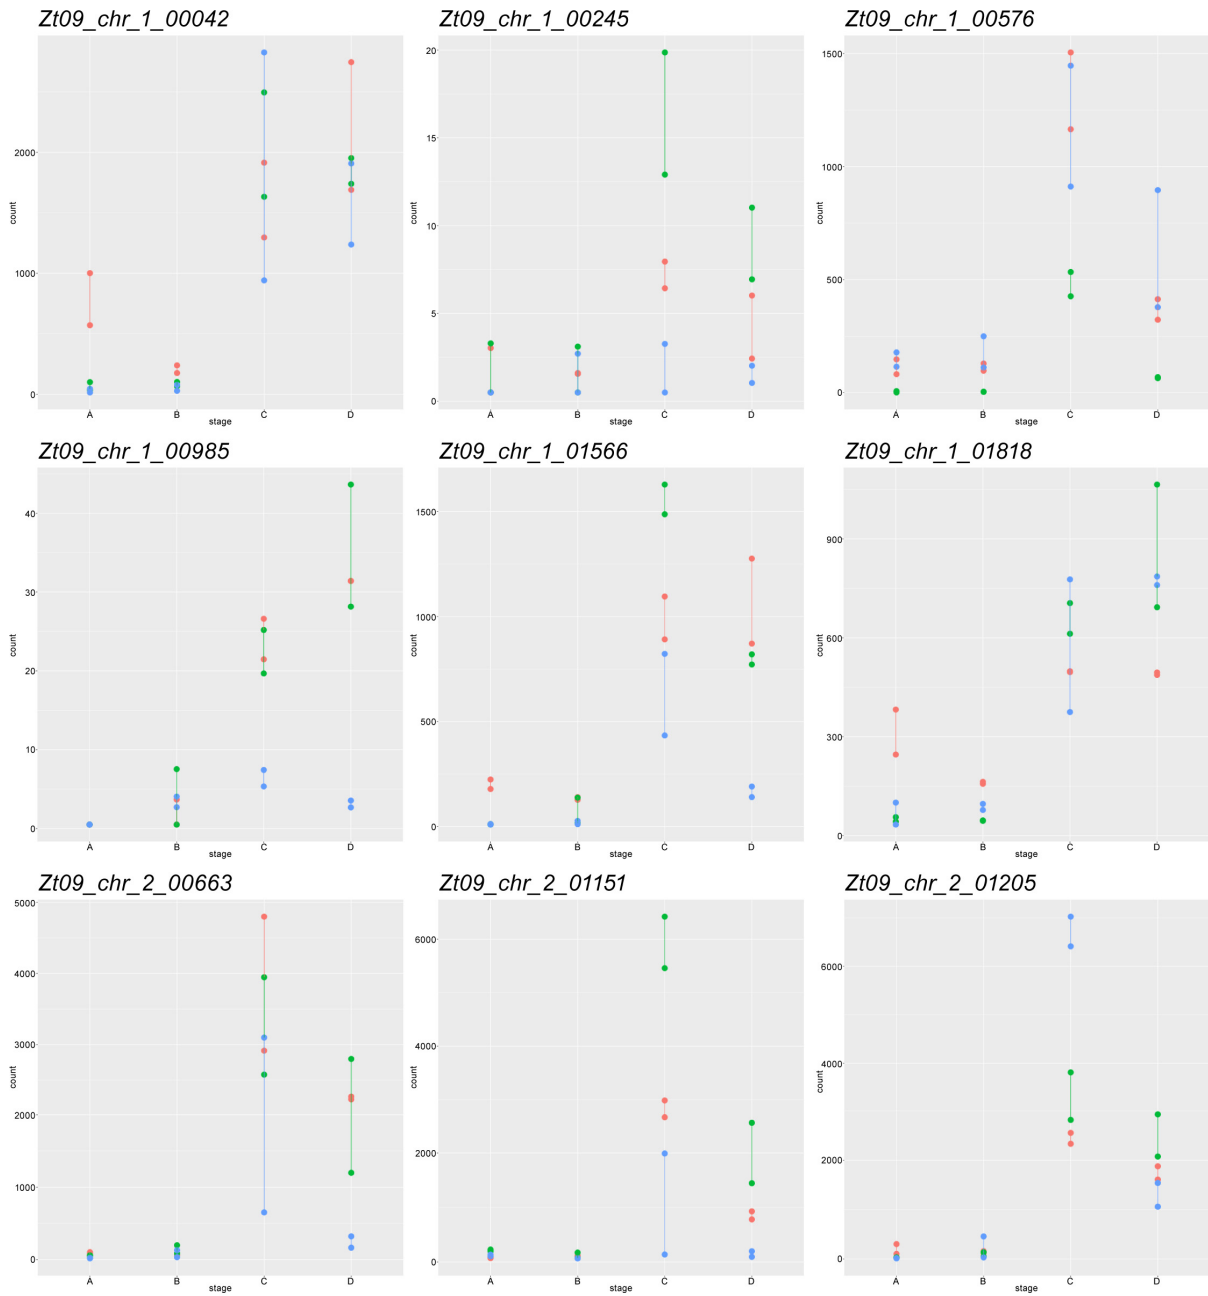 Zt09_chr_1_00042
2000
1000
0
count
A B C D
stage
Zt09_chr_1_00245
20
15
10
5
0
count
A B C D
stage
Zt09_chr_1_00576
1500
1000
500
0
count
A B C D
stage
Zt09_chr_1_00985
40
30
20
10
0
count
A B C D
stage
Zt09_chr_1_01566
1500
1000
500
0
count
A B C D
stage
Zt09_chr_1_01818
900
600
300
0
count
A B C D
stage
Zt09_chr_2_00663
5000
4000
3000
2000
1000
0
count
A B C D
stage
Zt09_chr_2_01151
6000
4000
2000
0
count
A B C D
stage
Zt09_chr_2_01205
6000
4000
2000
0
count
A B C D
stage